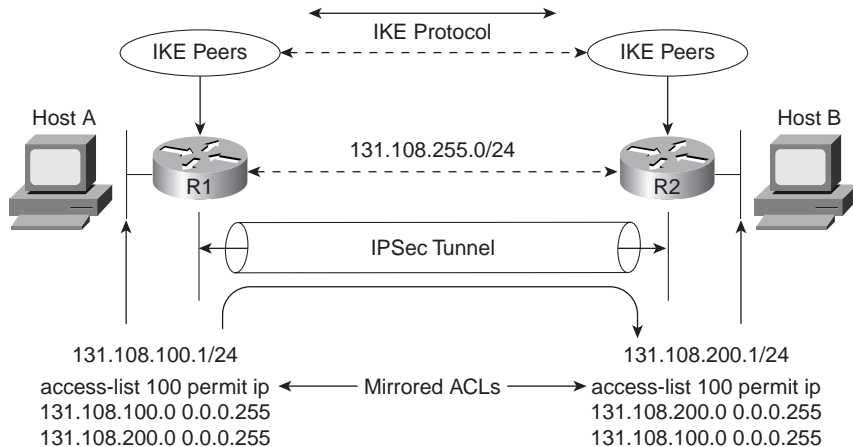 IKE Protocol
IKE Peers
IKE Peers
Host A
Host B
131.108.255.0/24
R1
R2
IPSec Tunnel
131.108.100.1/24
131.108.200.1/24
access-list 100 permit ip
131.108.100.0 0.0.0.255
131.108.200.0 0.0.0.255
Mirrored ACLs
access-list 100 permit ip
131.108.200.0 0.0.0.255
131.108.100.0 0.0.0.255